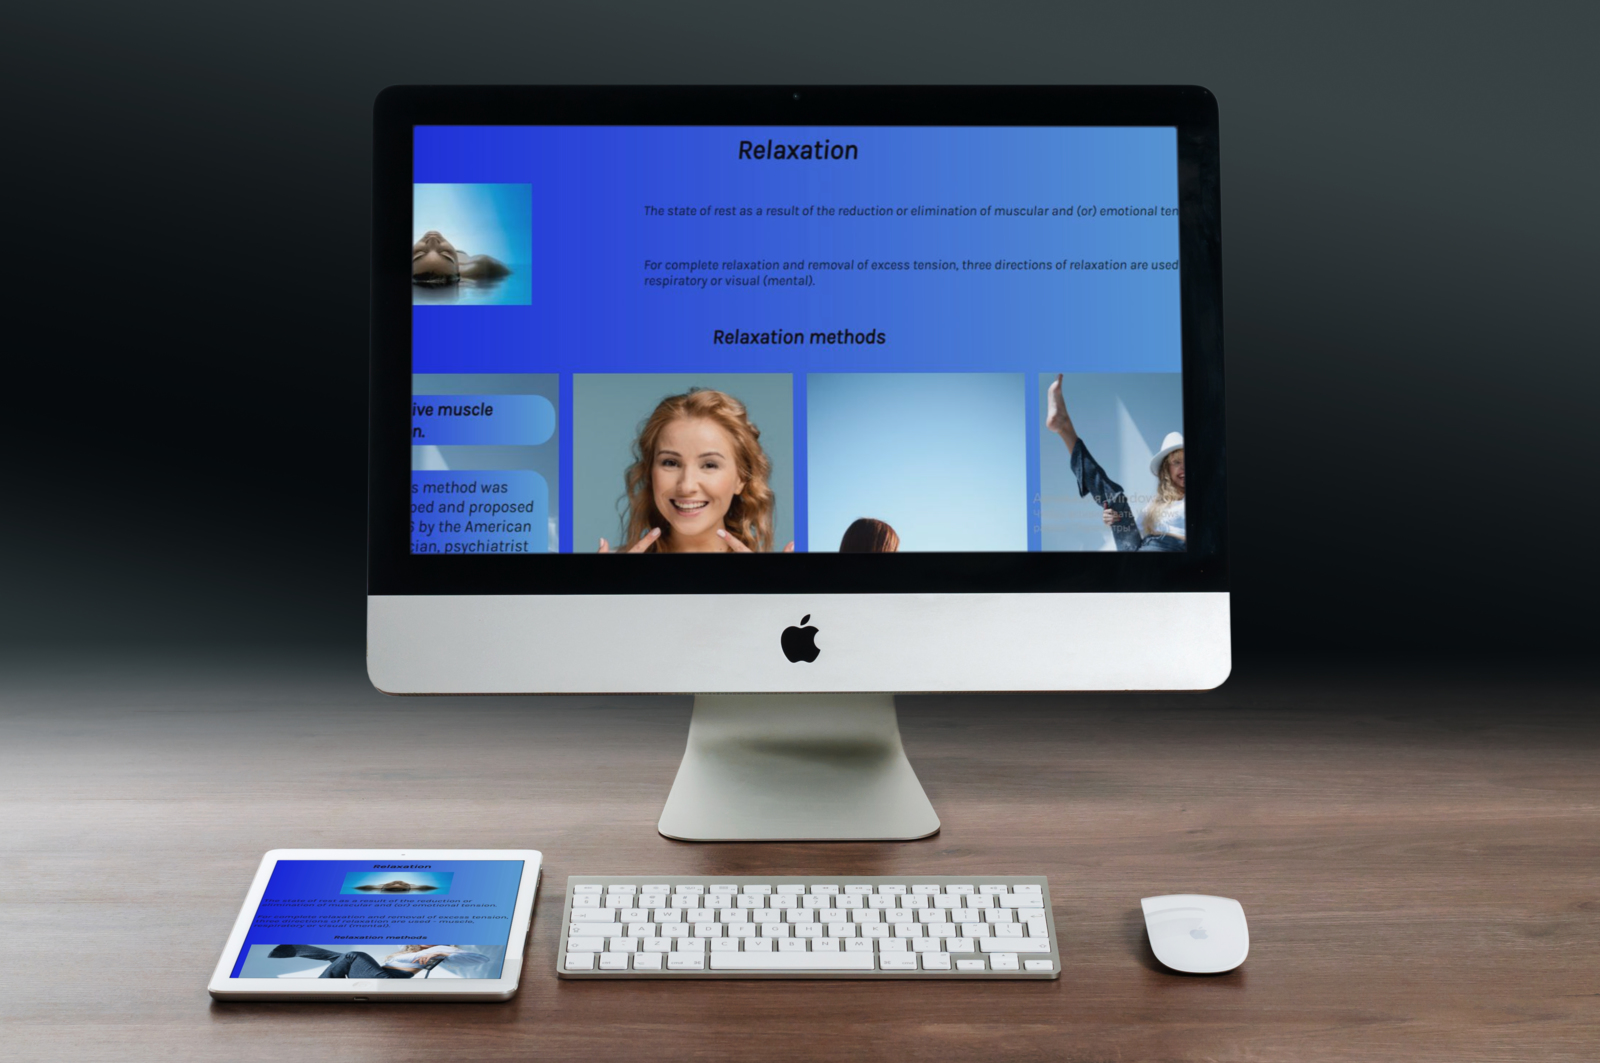 Relaxation
The state of rest as a result of the reduction or elimination of muscular and (or) emotional ten
For complete relaxation and removal of excess tension, three directions of relaxation are used
respiratory or visual (mental).
Relaxation methods
ive muscle
n.
s method was
ped and proposed
by the American
cian, psychiatrist
Windows
Relaxation
The state of rest as a result of the reduction or
elimination of muscular and (or) emotional tension.
For complete relaxation and removal of excess tension,
three directions of relaxation are used - muscle,
respiratory or visual (mental).
Relaxation methods